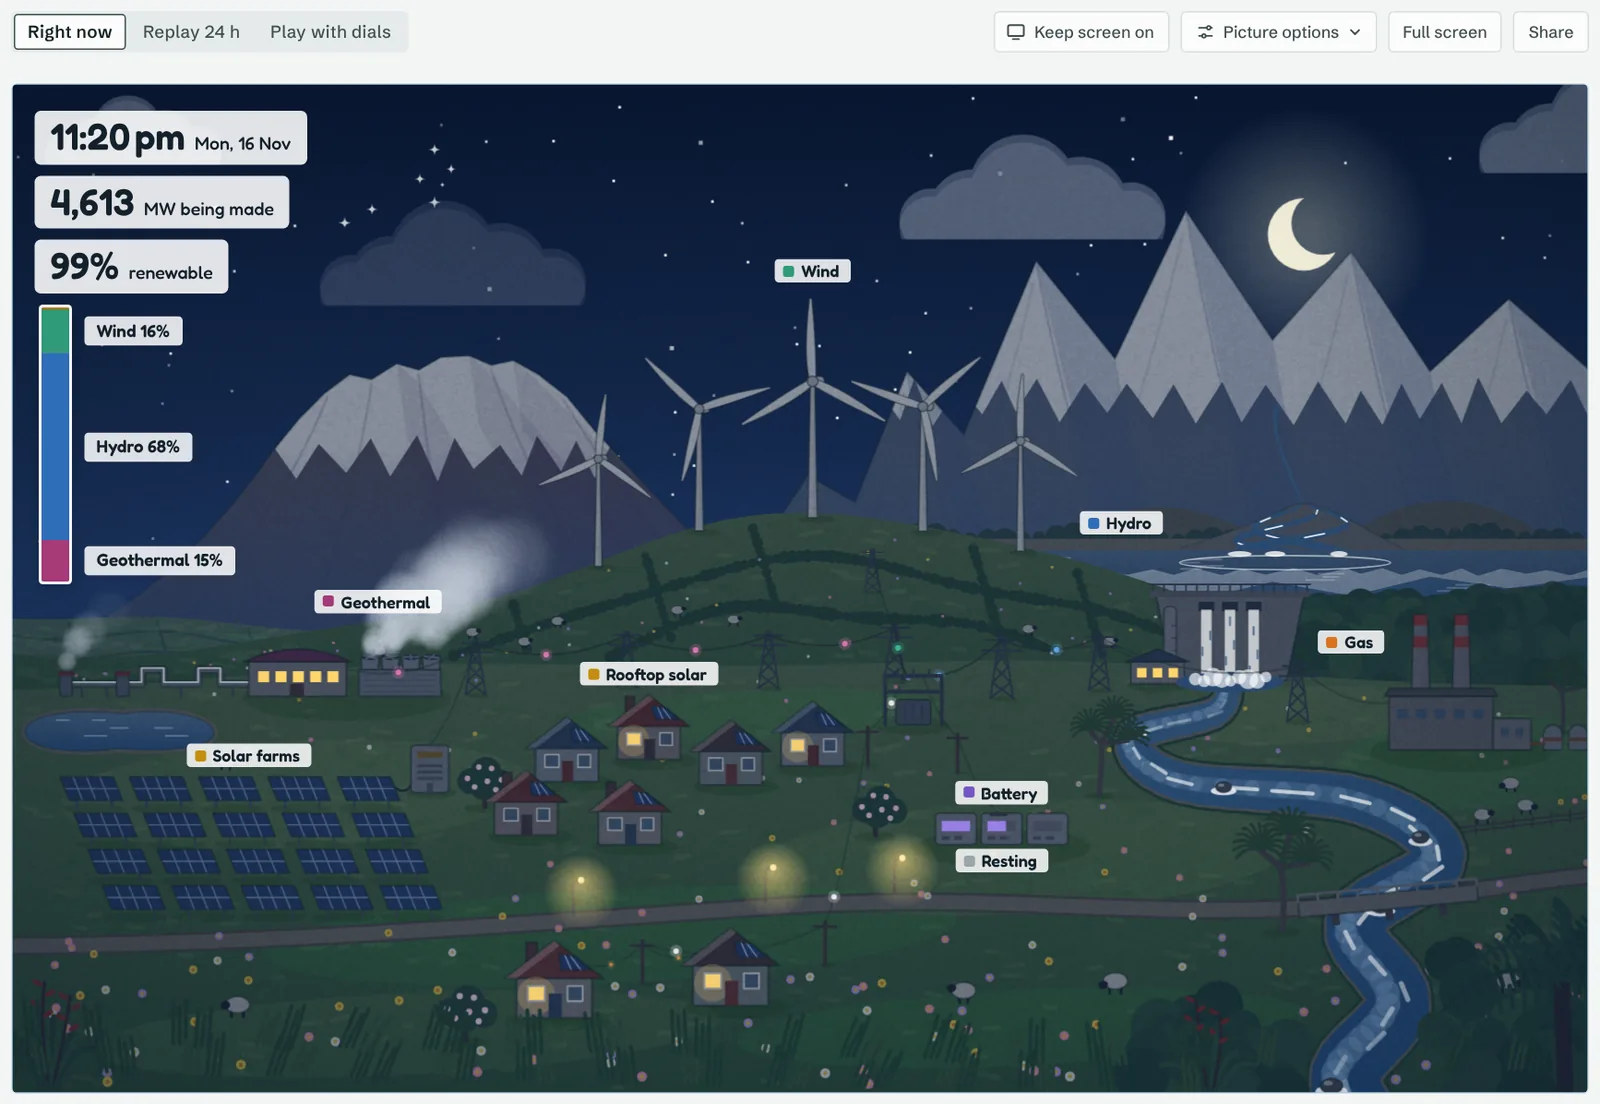 Right now
Replay 24 h
Play with dials
Keep screen on
Picture options
Full screen
Share
11:20 pm Mon, 16 Nov
4,613 MW being made
99% renewable
Wind 16%
Hydro 68%
Geothermal 15%
Wind
Hydro
Geothermal
Gas
Rooftop solar
Solar farms
Battery
Resting